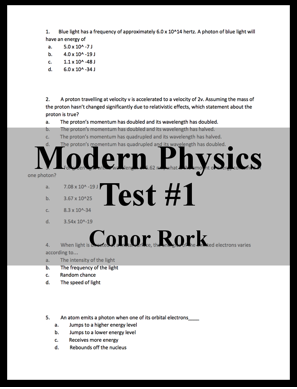 1. Blue light has a frequency of approximately 6.0 x 10^14 hertz. A photon of blue light will
have an energy of
a. 5.0 x 10^-7 J
b. 4.0 x 10^ -19 J
c. 1.1 x 10^ -48 J
d. 6.0 x 10^ -34 J
2. A proton travelling at velocity v is accelerated to a velocity of 2v. Assuming the mass of
the proton hasn't changed significantly due to relativistic effects, which statement about the
proton is true?
a. The proton's momentum has doubled and its wavelength has doubled.
b. The proton's momentum has doubled and its wavelength has halved.
c. The proton's momentum has quadrupled and its wavelength has halved.
d. The proton's momentum has quadrupled and its wavelength has doubled.
Modern Physics
one photon?
a. 7.08 x 10^ -19
Test #1
b. 3.67 x 10^25
c. 8.3 x 10^-34
d. 3.54x 10^-19
Conor Rork
4. When light is electrons varies
according to...
a. The intensity of the light
b. The frequency of the light
c. Random chance
d. The speed of light
5. An atom emits a photon when one of its orbital electrons____
a. Jumps to a higher energy level
b. Jumps to a lower energy level
c. Receives more energy
d. Rebounds off the nucleus